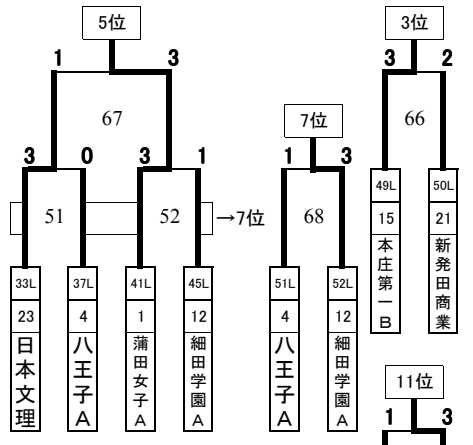 5位
3位
1 3
3 2
67
66
7位
3 0 3 1
1 3
51
52
→7位
68
49L
50L
15
21
本庄第一B
新発田商業
33L
37L
41L
45L
51L
52L
23
4
1
12
4
12
日本文理
八王子A
蒲田女子A
細田学園A
八王子A
細田学園A
11位
1 3